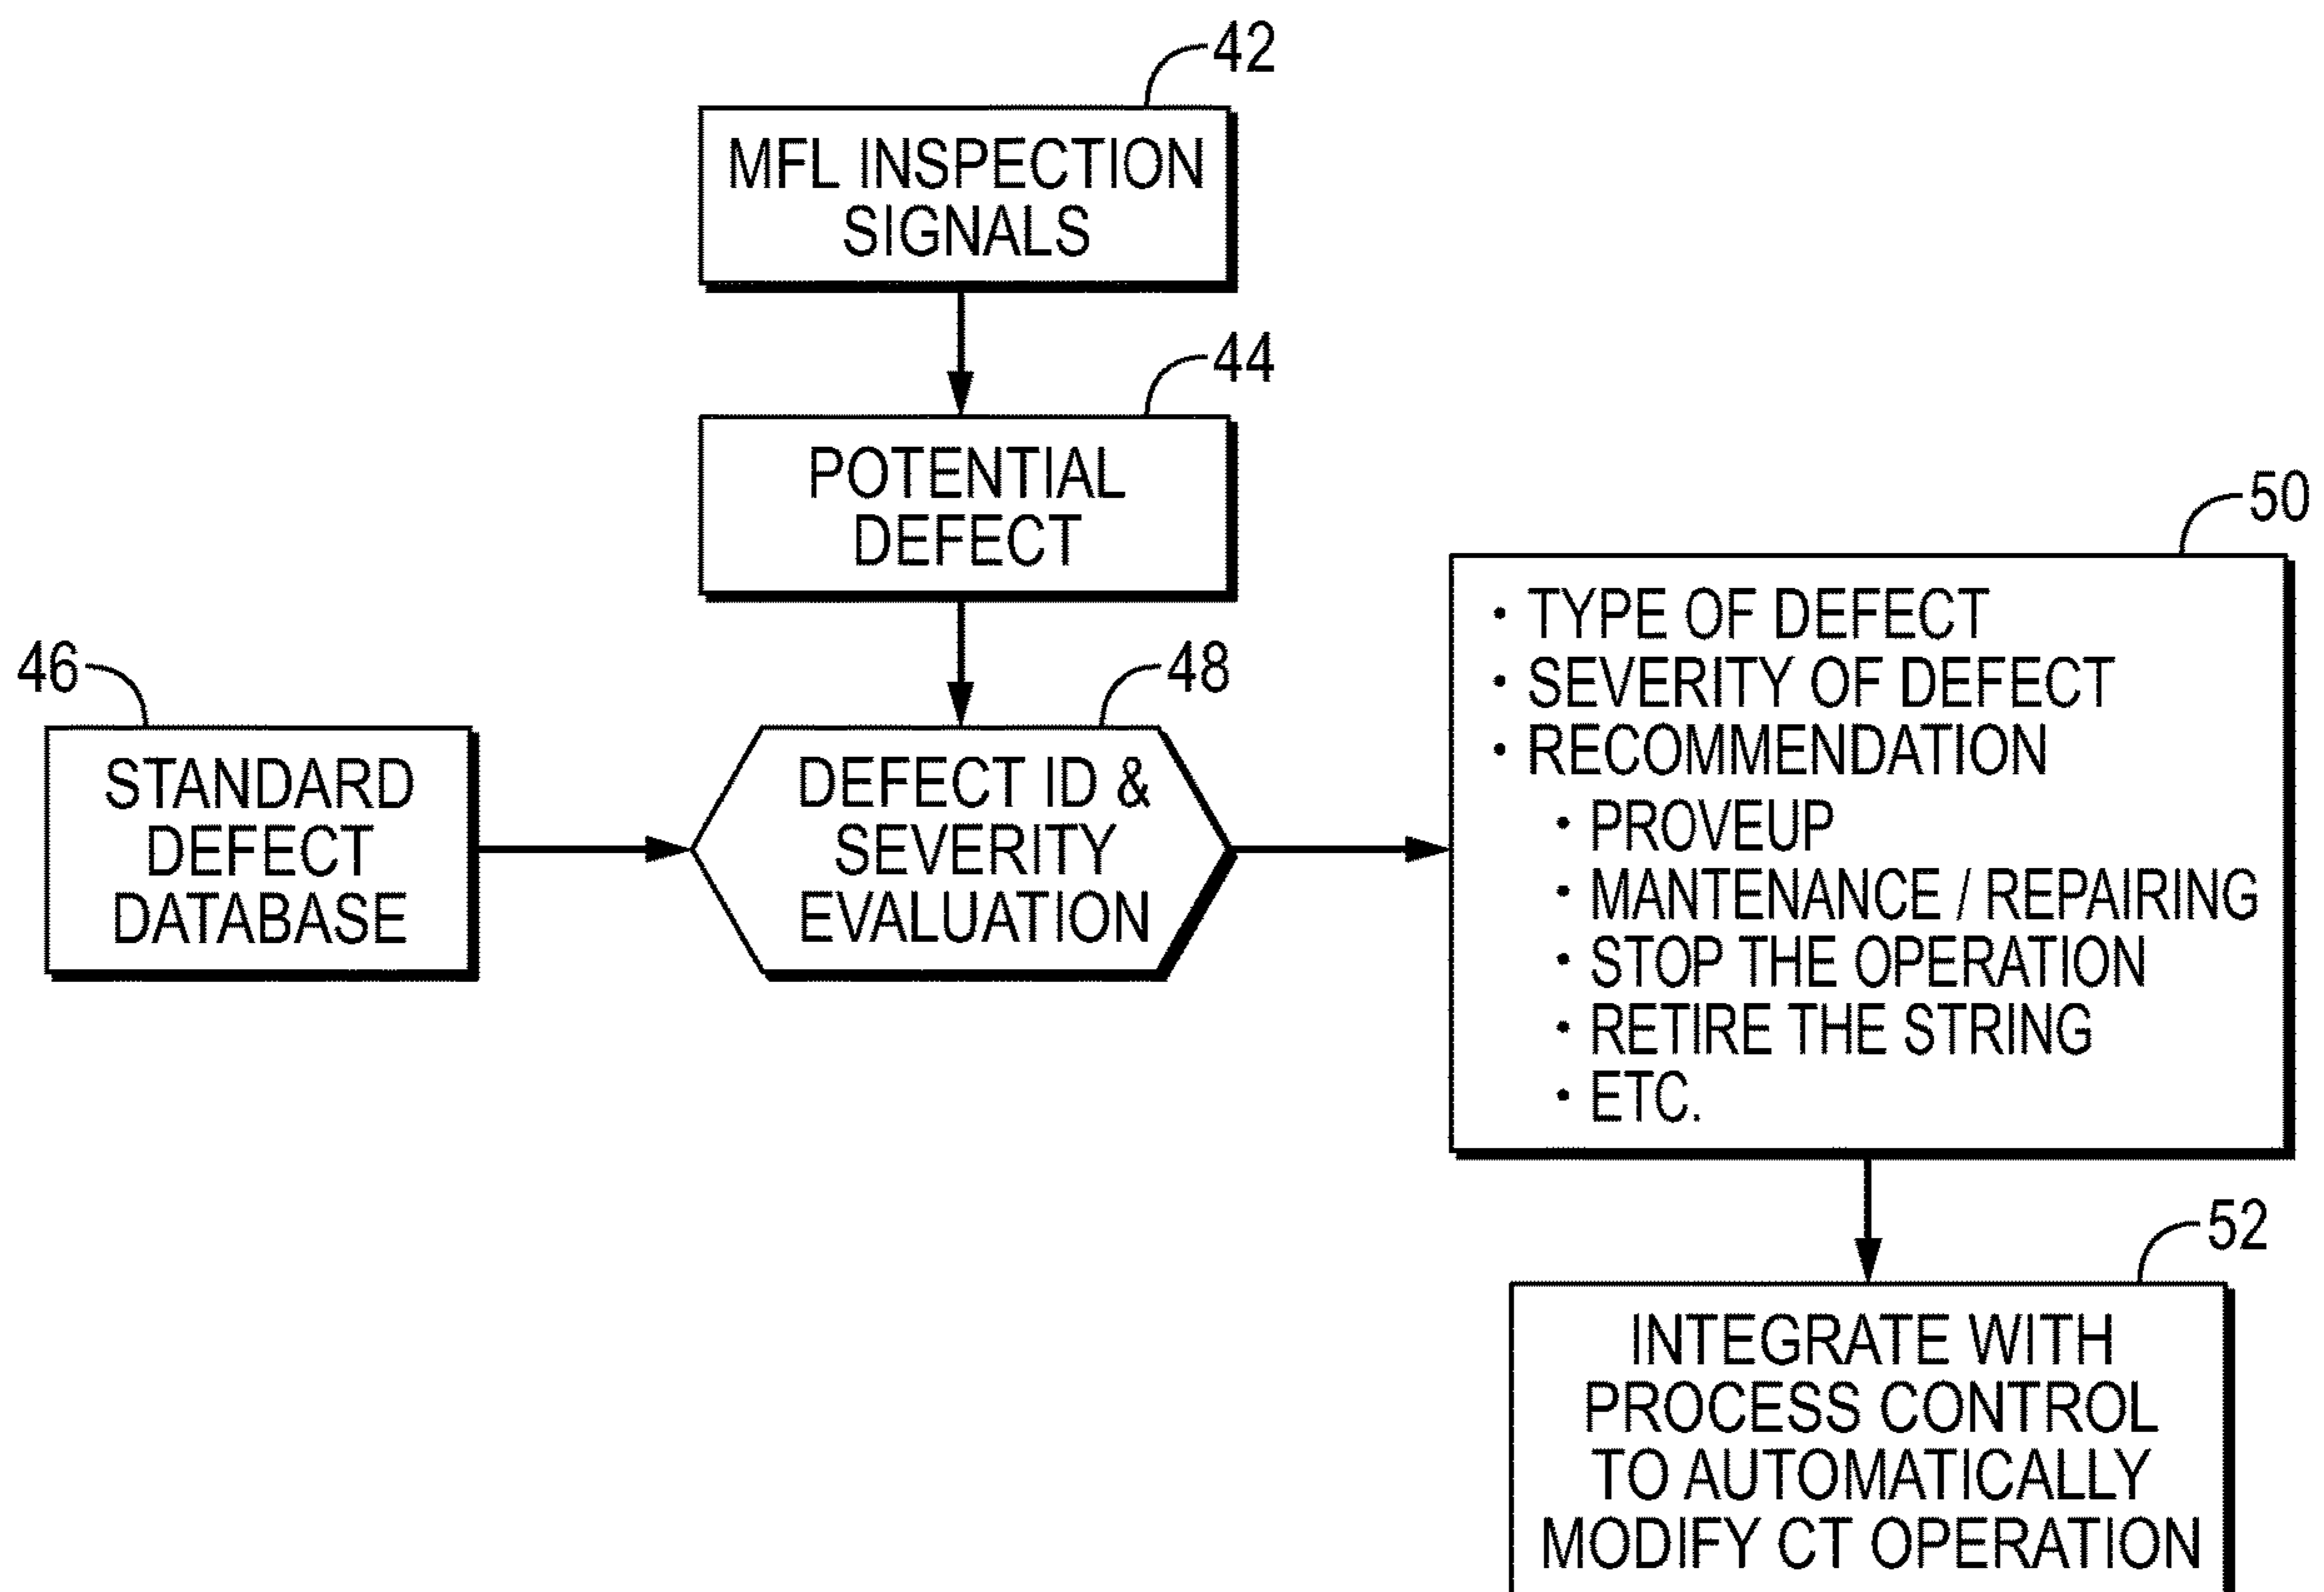 42
MFL INSPECTION
SIGNALS
44
POTENTIAL
DEFECT
46
STANDARD
DEFECT
DATABASE
48
DEFECT ID &
SEVERITY
EVALUATION
50
• TYPE OF DEFECT
• SEVERITY OF DEFECT
• RECOMMENDATION
• PROVEUP
• MANTENANCE / REPAIRING
• STOP THE OPERATION
• RETIRE THE STRING
• ETC.
52
INTEGRATE WITH
PROCESS CONTROL
TO AUTOMATICALLY
MODIFY CT OPERATION